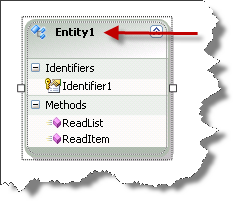 Entity1
Identifiers
Identifier1
Methods
ReadList
ReadItem